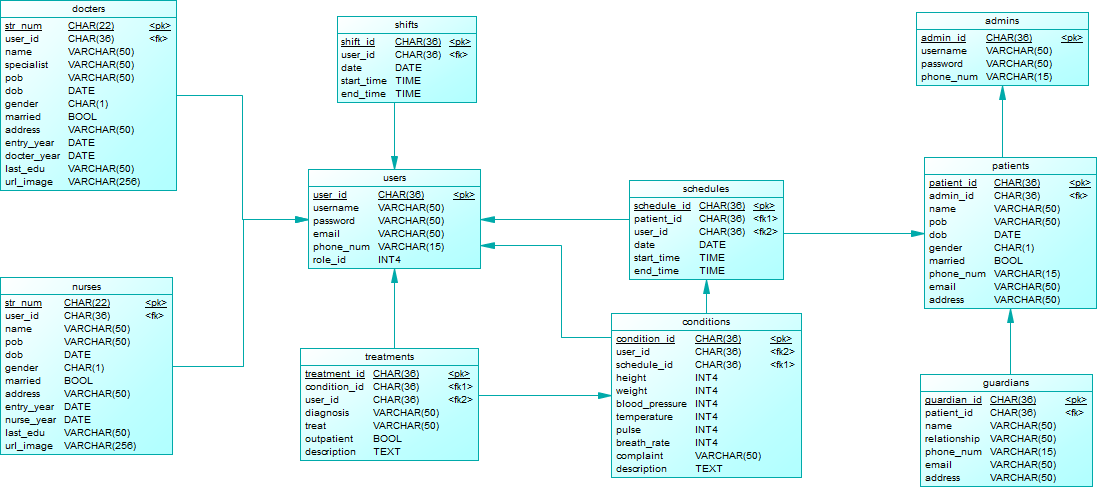 docters
str_num CHAR(22) <pk>
user_id CHAR(36) <fk>
name VARCHAR(50)
specialist VARCHAR(50)
pob VARCHAR(50)
dob DATE
gender CHAR(1)
married BOOL
address VARCHAR(50)
entry_year DATE
docter_year DATE
last_edu VARCHAR(50)
url_image VARCHAR(256)
shifts
shift_id CHAR(36) <pk>
user_id CHAR(36) <fk>
date DATE
start_time TIME
end_time TIME
admins
admin_id CHAR(36) <pk>
username VARCHAR(50)
password VARCHAR(50)
phone_num VARCHAR(15)
users
user_id CHAR(36) <pk>
username VARCHAR(50)
password VARCHAR(50)
email VARCHAR(50)
phone_num VARCHAR(15)
role_id INT4
schedules
schedule_id CHAR(36) <pk>
patient_id CHAR(36) <fk1>
user_id CHAR(36) <fk2>
date DATE
start_time TIME
end_time TIME
patients
patient_id CHAR(36) <pk>
admin_id CHAR(36) <fk>
name VARCHAR(50)
pob VARCHAR(50)
dob DATE
gender CHAR(1)
married BOOL
phone_num VARCHAR(15)
email VARCHAR(50)
address VARCHAR(50)
nurses
str_num CHAR(22) <pk>
user_id CHAR(36) <fk>
name VARCHAR(50)
pob VARCHAR(50)
dob DATE
gender CHAR(1)
married BOOL
address VARCHAR(50)
entry_year DATE
nurse_year DATE
last_edu VARCHAR(50)
url_image VARCHAR(256)
treatments
treatment_id CHAR(36) <pk>
condition_id CHAR(36) <fk1>
user_id CHAR(36) <fk2>
diagnosis VARCHAR(50)
treat VARCHAR(50)
outpatient BOOL
description TEXT
conditions
condition_id CHAR(36) <pk>
user_id CHAR(36) <fk2>
schedule_id CHAR(36) <fk1>
height INT4
weight INT4
blood_pressure INT4
temperature INT4
pulse INT4
breath_rate INT4
complaint VARCHAR(50)
description TEXT
guardians
guardian_id CHAR(36) <pk>
patient_id CHAR(36) <fk>
name VARCHAR(50)
relationship VARCHAR(50)
phone_num VARCHAR(15)
email VARCHAR(50)
address VARCHAR(50)